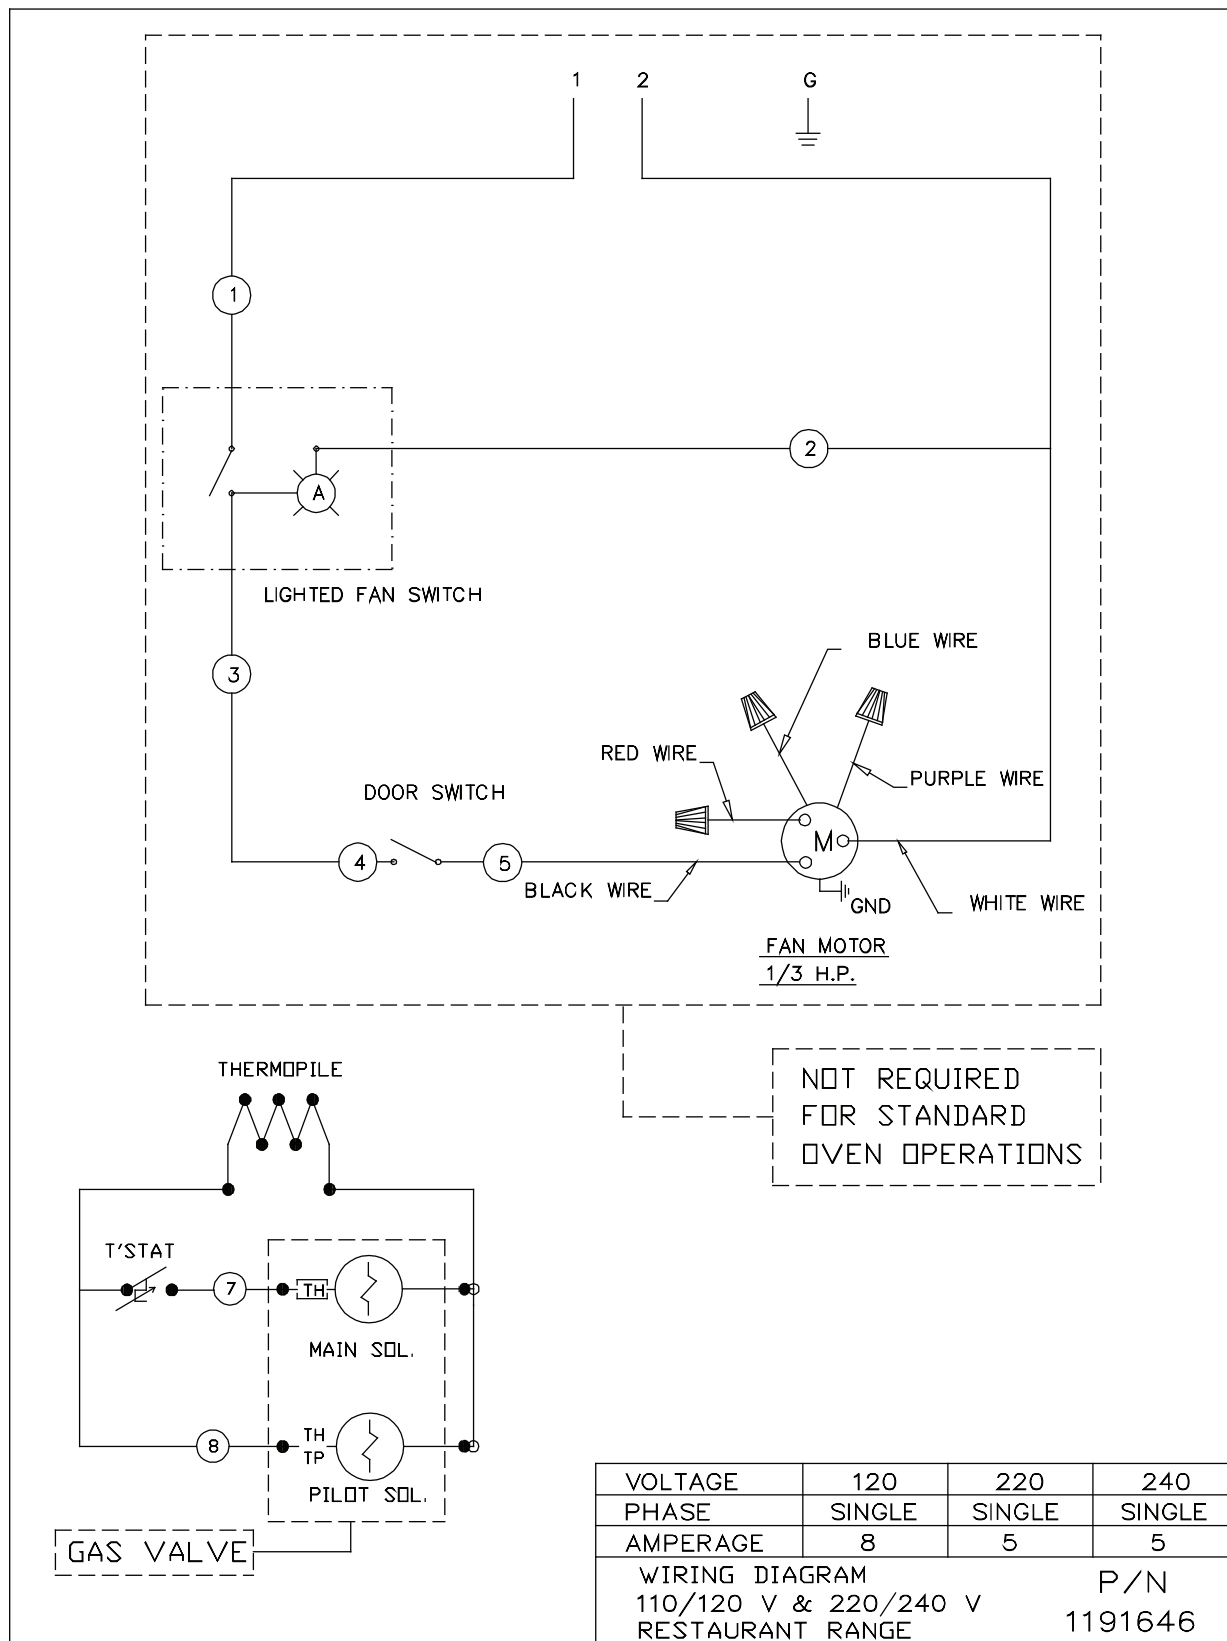 1 2 G
1
2
A
LIGHTED FAN SWITCH
3
BLUE WIRE
RED WIRE
PURPLE WIRE
DOOR SWITCH
M
4
5
BLACK WIRE
GND
WHITE WIRE
FAN MOTOR
1/3 H.P.
THERMOPILE
NOT REQUIRED
FOR STANDARD
OVEN OPERATIONS
T'STAT
7
TH
MAIN SOL.
8
TH
TP
PILOT SOL.
GAS VALVE
VOLTAGE 120 220 240
PHASE SINGLE SINGLE SINGLE
AMPERAGE 8 5 5
WIRING DIAGRAM
110/120 V & 220/240 V
RESTAURANT RANGE
P/N
1191646